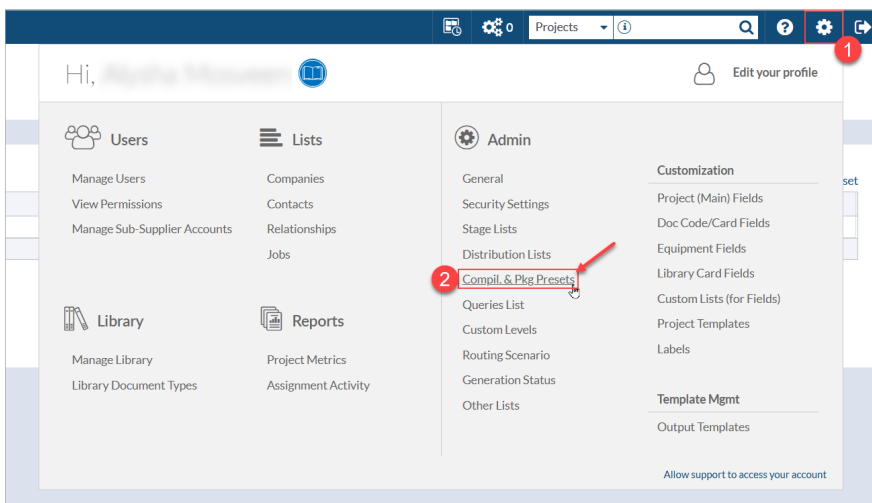 0
Projects
1
Hi,
Edit your profile
Users
Manage Users
View Permissions
Manage Sub-Supplier Accounts
Lists
Companies
Contacts
Relationships
Jobs
Library
Manage Library
Library Document Types
Reports
Project Metrics
Assignment Activity
Admin
General
Security Settings
Stage Lists
Distribution Lists
2
Compil. & Pkg Presets
Queries List
Custom Levels
Routing Scenario
Generation Status
Other Lists
Customization
Project (Main) Fields
Doc Code/Card Fields
Equipment Fields
Library Card Fields
Custom Lists (for Fields)
Project Templates
Labels
Template Mgmt
Output Templates
Allow support to access your account
set